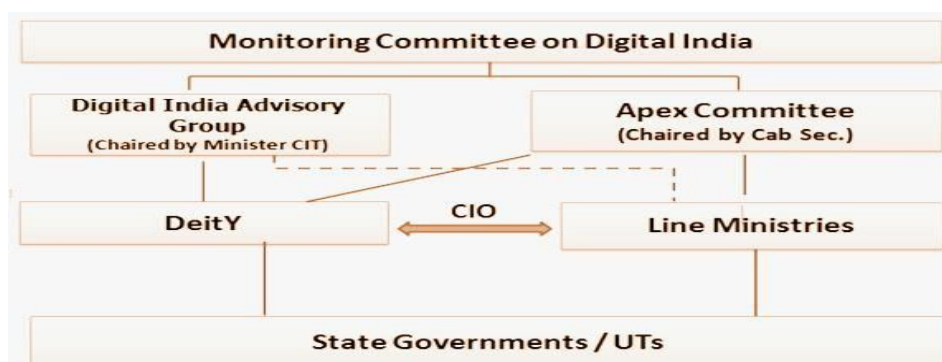 Monitoring Committee on Digital India
Digital India Advisory
Group
(Chaired by Minister CIT)
Apex Committee
(Chaired by Cab Sec.)
DeitY
CIO
Line Ministries
State Governments / UTs